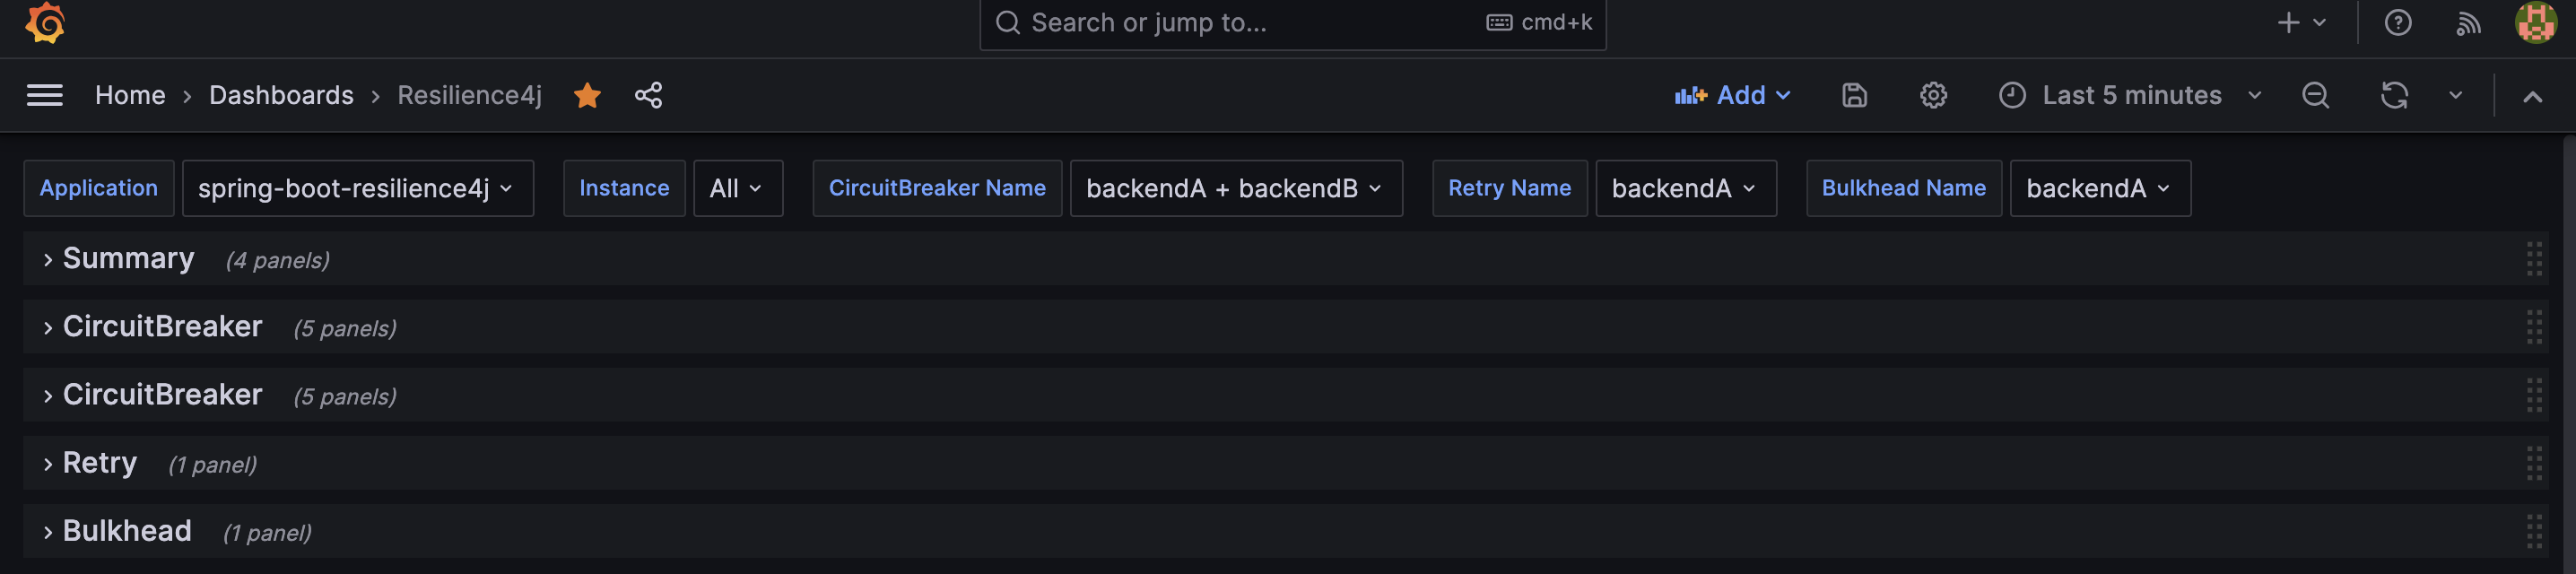 Search or jump to... cmd+k
Home › Dashboards › Resilience4j Add Last 5 minutes
Application spring-boot-resilience4j Instance All CircuitBreaker Name backendA + backendB Retry Name backendA Bulkhead Name backendA
Summary (4 panels)
CircuitBreaker (5 panels)
CircuitBreaker (5 panels)
Retry (1 panel)
Bulkhead (1 panel)